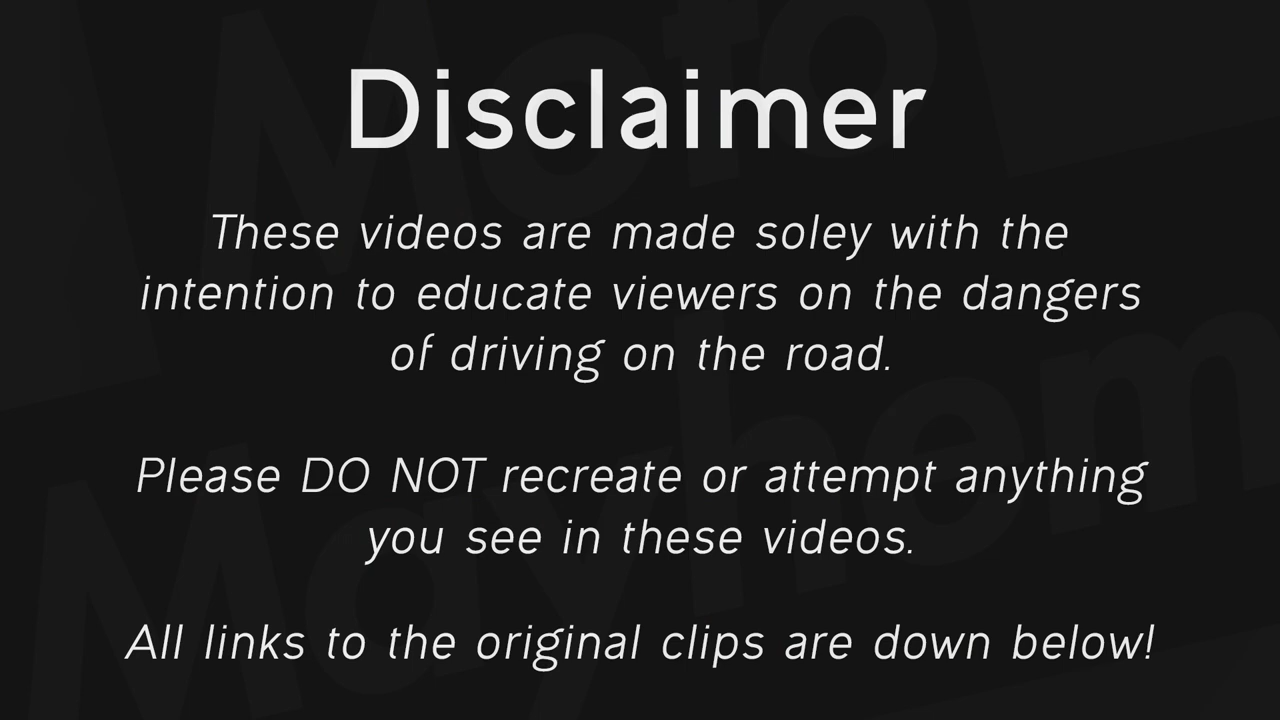 Moto
Disclaimer
These videos are made soley with the
intention to educate viewers on the dangers
of driving on the road.
Please DO NOT recreate or attempt anything
you see in these videos.
Mayhem
All links to the original clips are down below!